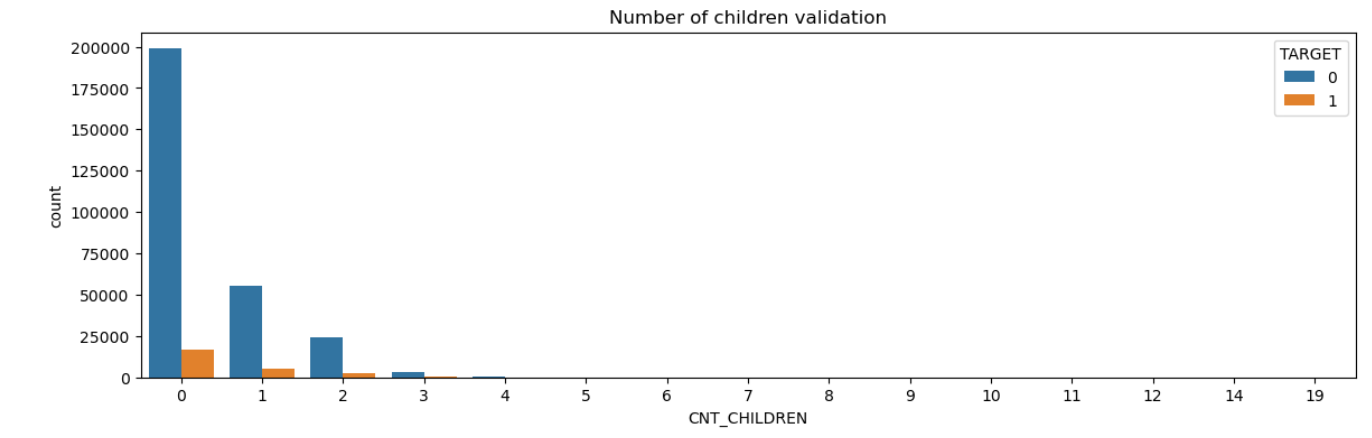 Number of children validation
TARGET
0
1
count
200000
175000
150000
125000
100000
75000
50000
25000
0
0 1 2 3 4 5 6 7 8 9 10 11 12 14 19
CNT_CHILDREN